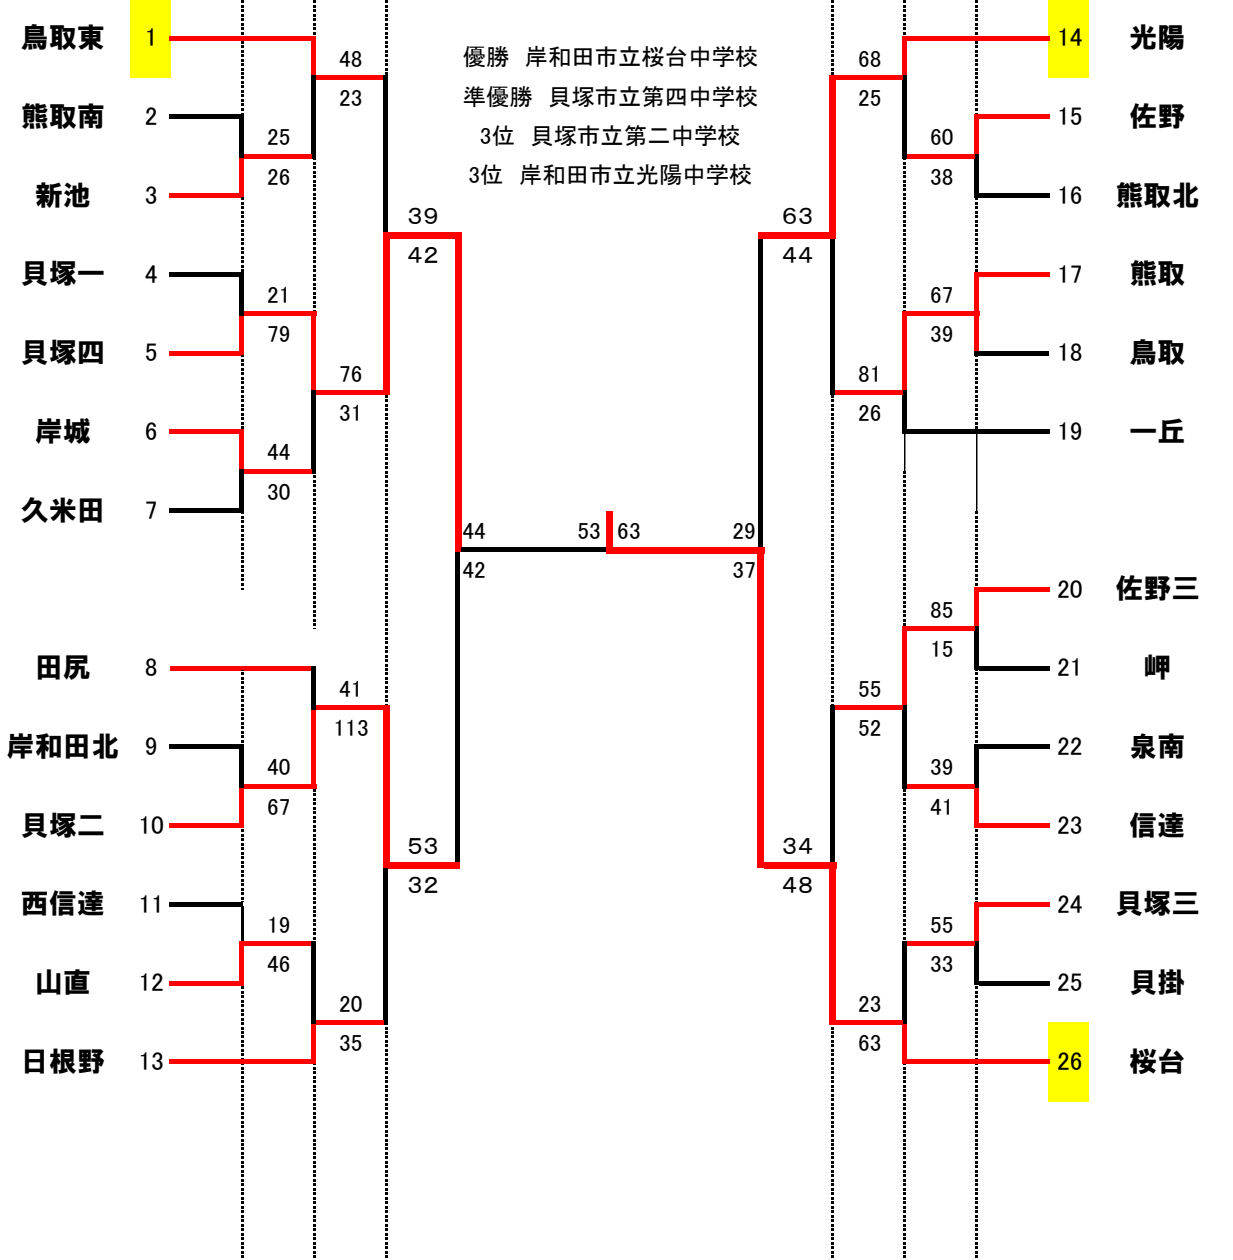 優勝 岸和田市立桜台中学校
準優勝 貝塚市立第四中学校
3位 貝塚市立第二中学校
3位 岸和田市立光陽中学校
鳥取東 1
48
23
熊取南 2
25
26
新池 3
39
42
貝塚一 4
21
79
貝塚四 5
76
31
岸城 6
44
30
久米田 7
44
42
53
田尻 8
41
113
岸和田北 9
40
67
貝塚二 10
53
32
西信達 11
19
46
山直 12
20
35
日根野 13
14 光陽
68
25
15 佐野
60
38
16 熊取北
63
44
17 熊取
67
39
18 鳥取
81
26
19 一丘
63
29
37
20 佐野三
85
15
21 岬
55
52
22 泉南
39
41
23 信達
34
48
24 貝塚三
55
33
25 貝掛
23
63
26 桜台